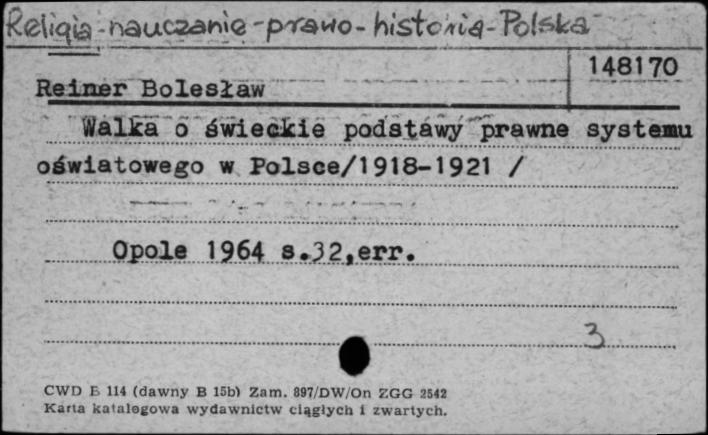 Religia-nauczanie-prawo-historia-Polska
148170
Reiner Bolesław
Walka o świeckie podstawy prawne systemu
oświatowego w Polsce/1918-1921 /
Opole 1964 s.32,err.
3
CWD E 114 (dawny B 15b) Zam. 897/DW/On ZGG 2542
Karta katalogowa wydawnictw ciągłych i zwartych.